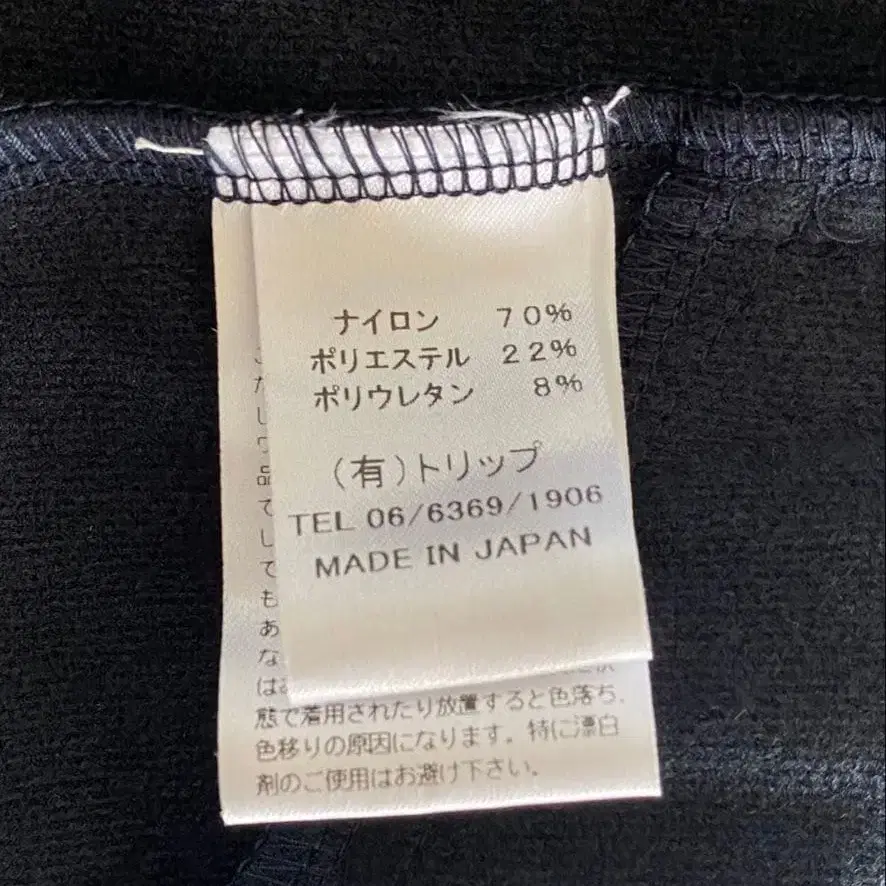 ナイロン 70%
ポリエステル 22%
ポリウレタン 8%
(有)トリップ
TEL 06/6369/1906
MADE IN JAPAN
態で着用されたり放置すると色落ち、
色移りの原因になります。特に漂白
剤のご使用はお避け下さい。